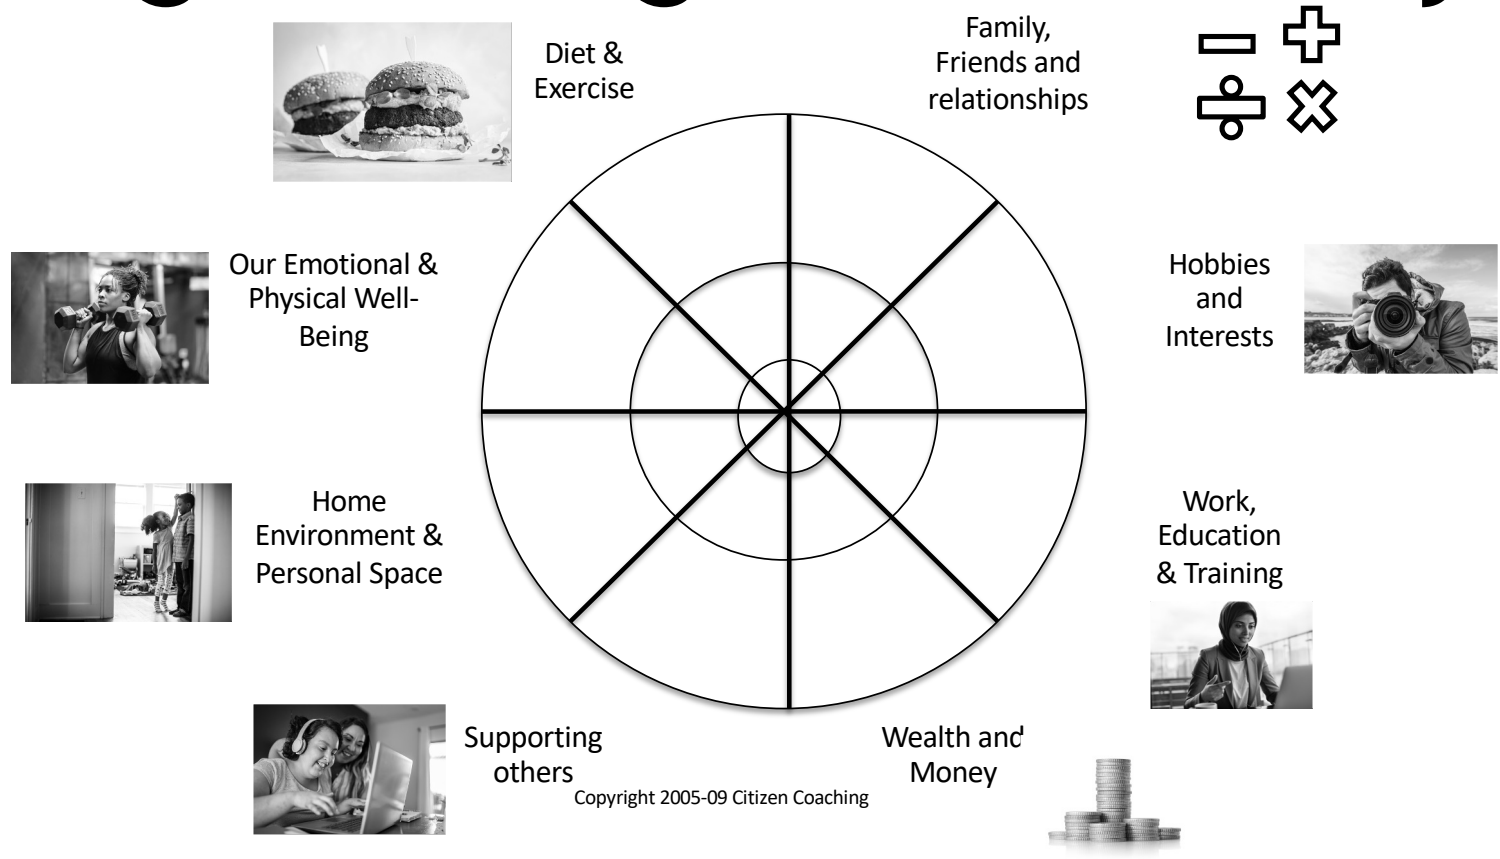 Diet &
Exercise
Family,
Friends and
relationships
Our Emotional &
Physical Well-
Being
Hobbies
and
Interests
Home
Environment &
Personal Space
Work,
Education
& Training
Supporting
others
Wealth and
Money
Copyright 2005-09 Citizen Coaching